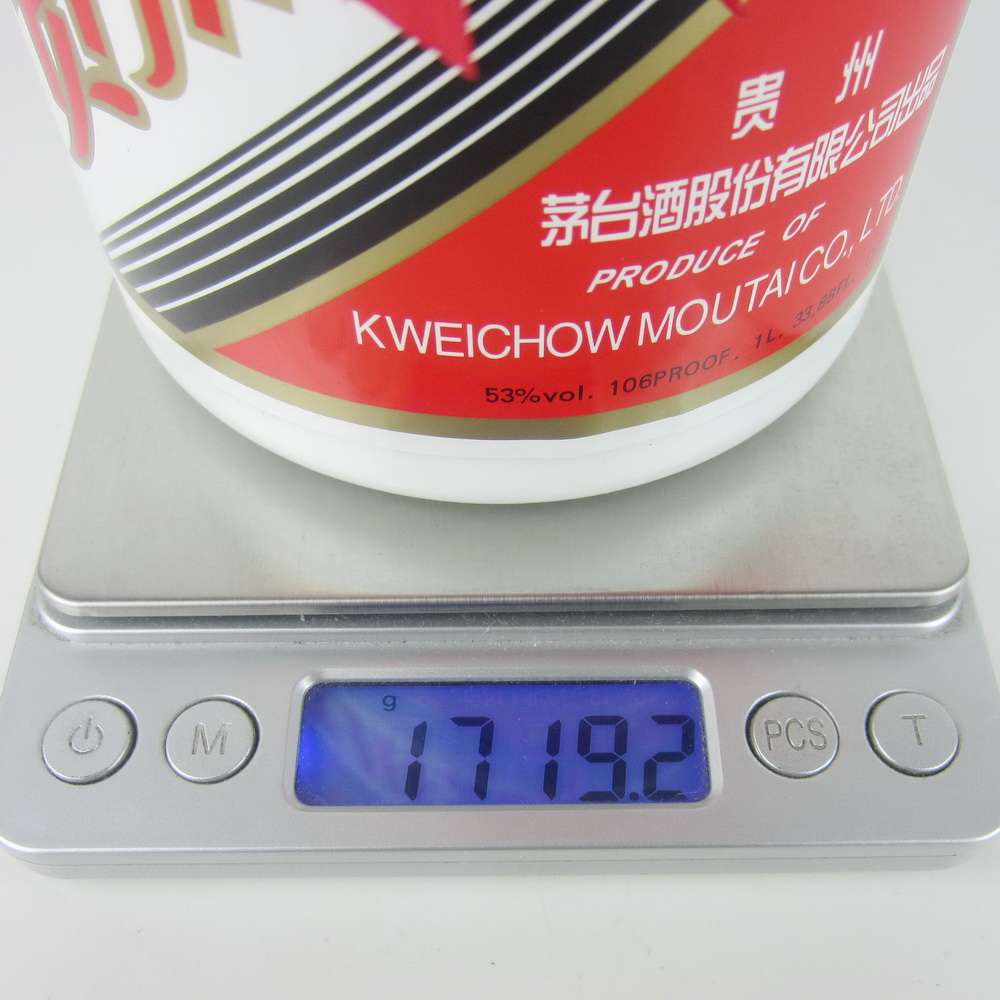 贵 州
茅台酒股份有限公司出品
PRODUCE OF
KWEICHOW MOUTAI CO., LTD.
53%vol. 106PROOF. 1L.
g
1719.2
M
PCS
T